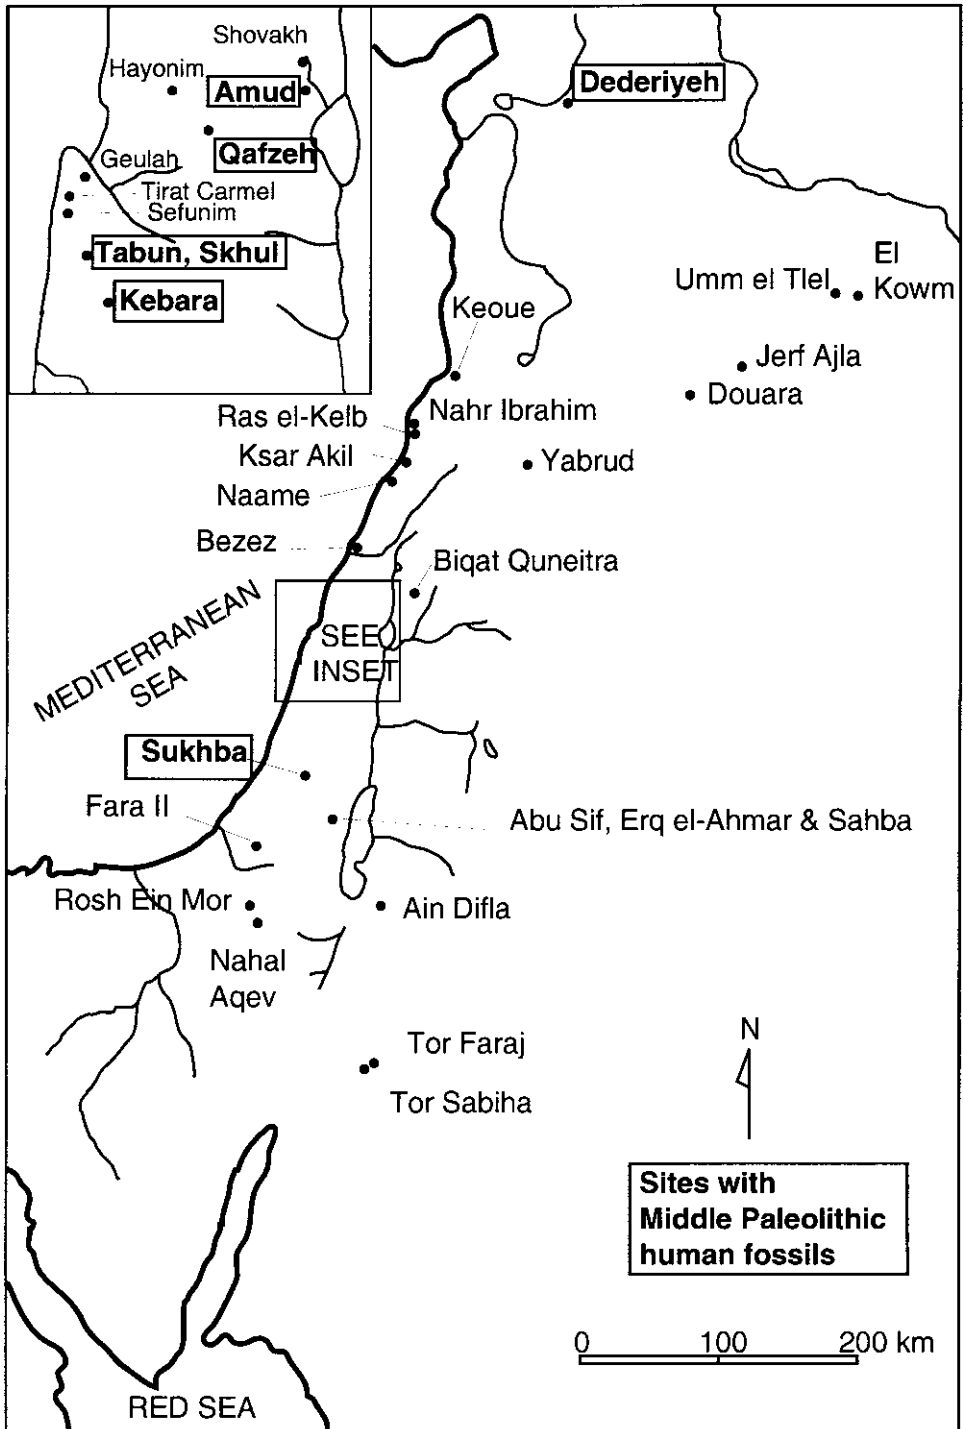 Shovakh
Hayonim
Amud
Qafzeh
Geulah
Tirat Carmel
Sefunim
Tabun, Skhul
Kebara
Dederiyeh
Umm el Tlel
El
Kowm
Keoue
Jerf Ajla
Douara
Ras el-Kelb
Nahr Ibrahim
Ksar Akil
Yabrud
Naame
Bezez
Biqat Quneitra
MEDITERRANEAN
SEA
SEE
INSET
Sukhba
Fara II
Abu Sif, Erq el-Ahmar & Sahba
Rosh Ein Mor
Ain Difla
Nahal
Aqev
Tor Faraj
Tor Sabiha
N
Sites with
Middle Paleolithic
human fossils
0 100 200 km
RED SEA